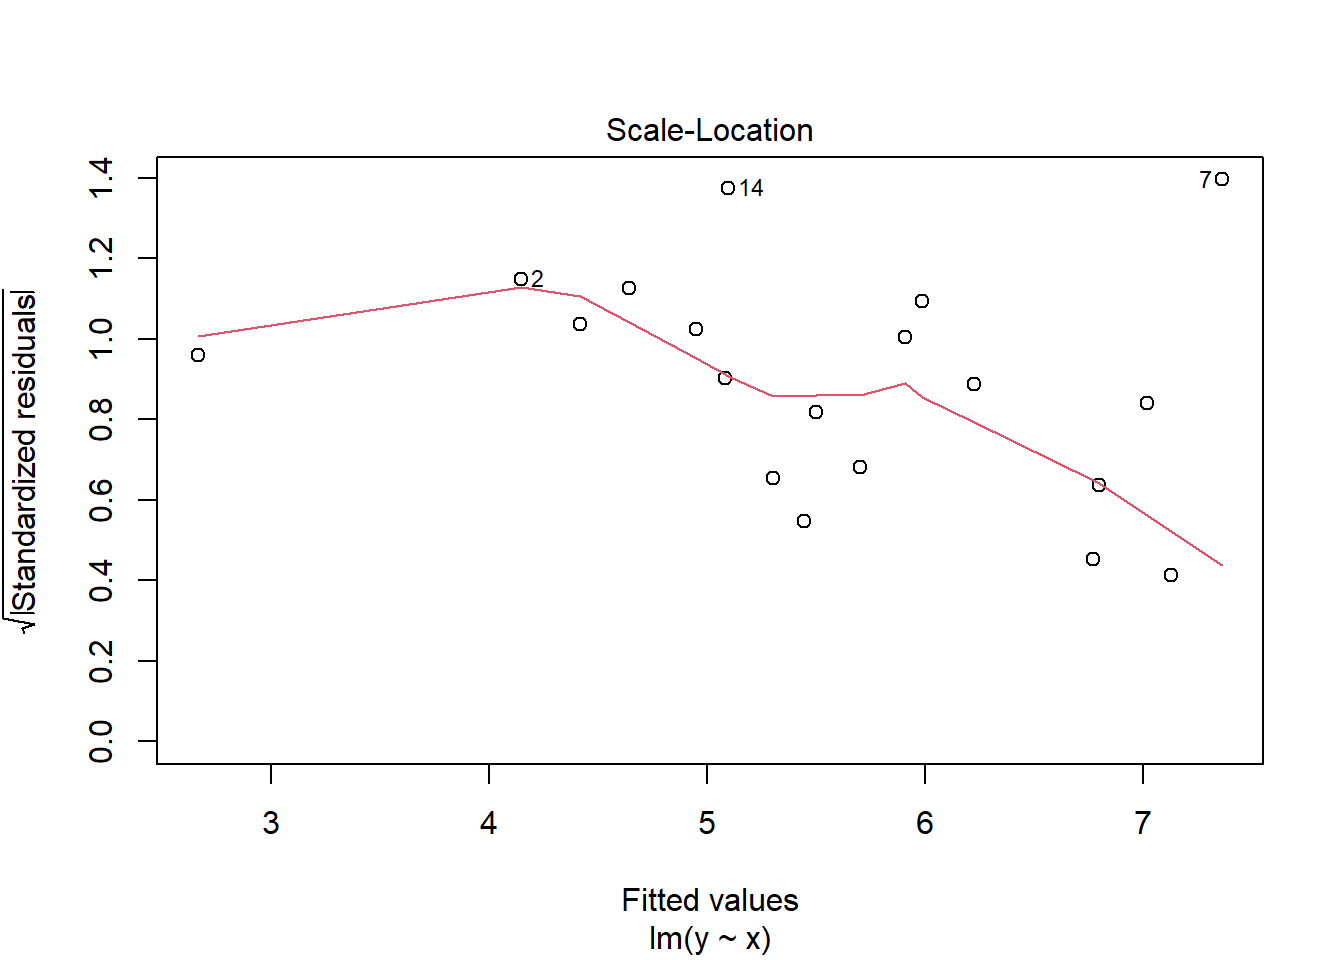 Scale-Location
√|Standardized residuals|
1.4
1.2
1.0
0.8
0.6
0.4
0.2
0.0
14
7
2
3 4 5 6 7
Fitted values
lm(y ~ x)